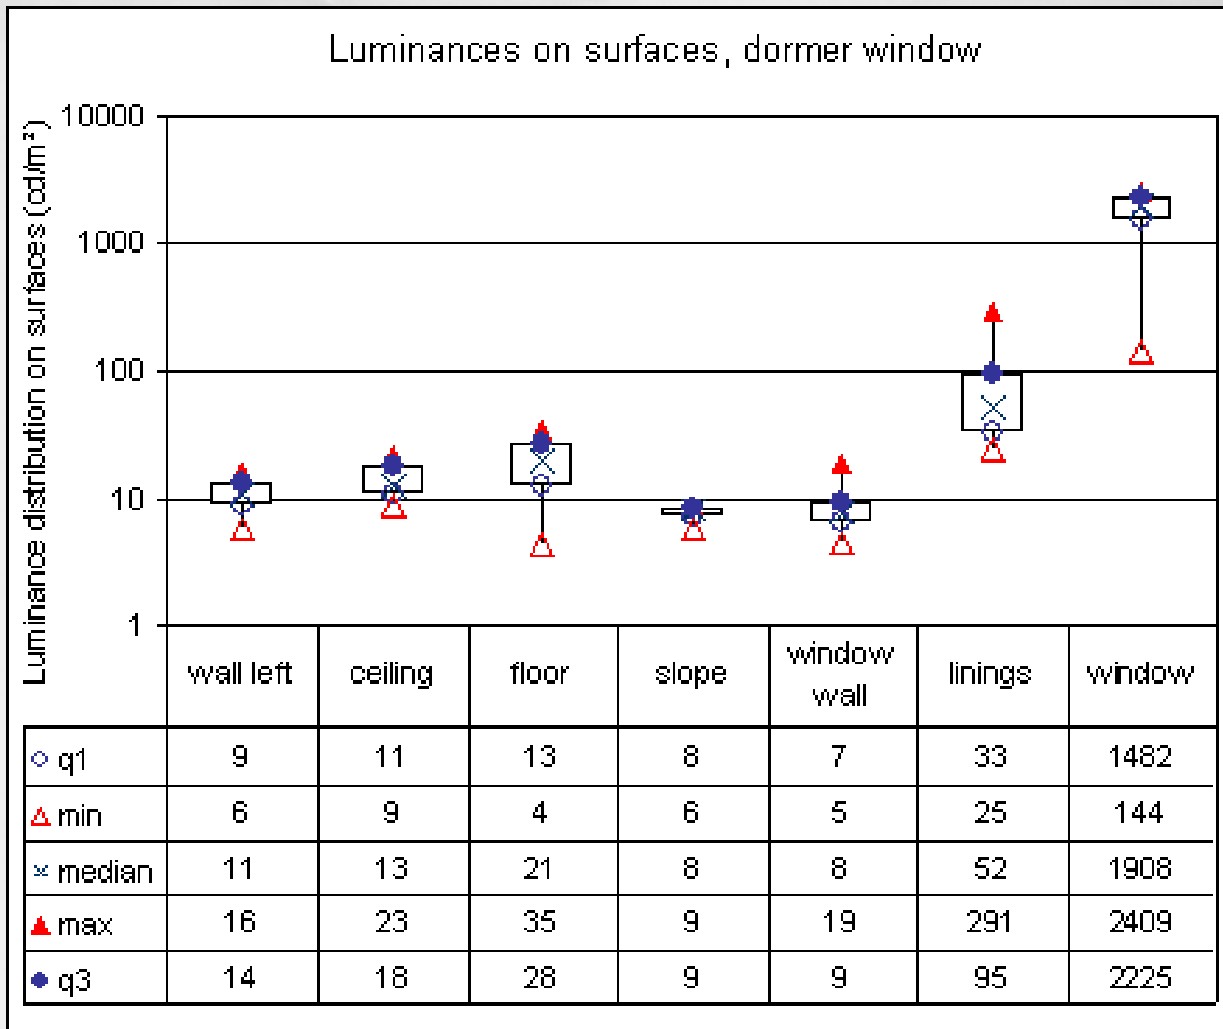 Luminances on surfaces, dormer window
Luminance distribution on surfaces (cd/m²)
10000
1000
100
10
1
wall left ceiling floor slope window wall linings window
q1 9 11 13 8 7 33 1482
min 6 9 4 6 5 25 144
median 11 13 21 8 8 52 1908
max 16 23 35 9 19 291 2409
q3 14 18 28 9 9 95 2225